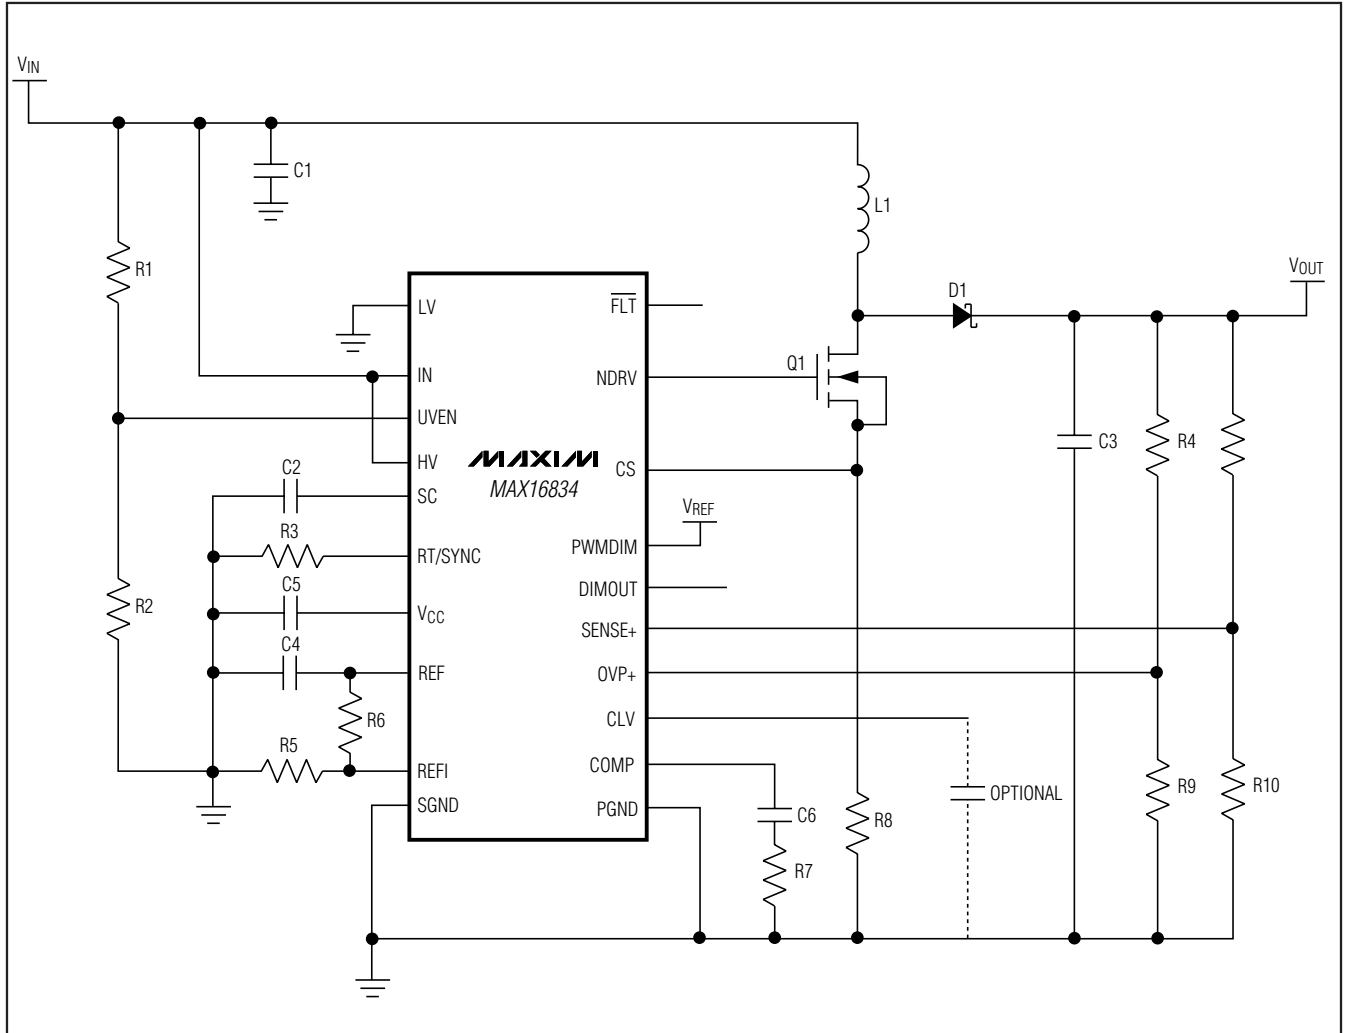 VIN
C1
L1
VOUT
R1
D1
LV
FLT
Q1
IN
NDRV
UVEN
C3
R4
HV
MAXIM
CS
C2
SC
MAX16834
VREF
R3
RT/SYNC
PWMDIM
C5
DIMOUT
R2
VCC
SENSE+
C4
REF
OVP+
R6
CLV
R5
REFI
COMP
R9
R10
OPTIONAL
SGND
PGND
C6
R8
R7